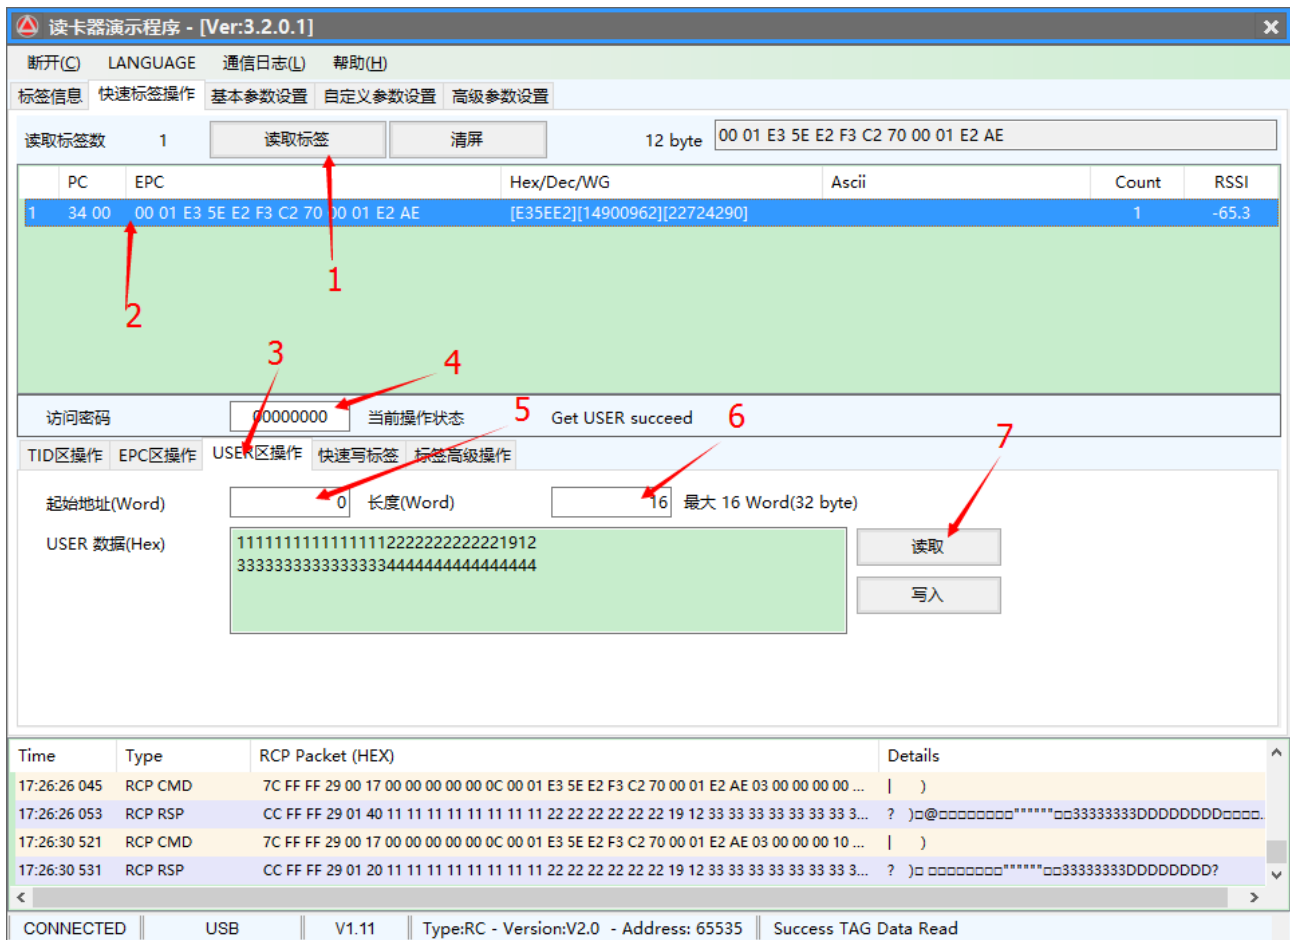 读卡器演示程序 - [Ver:3.2.0.1]
断开(C) LANGUAGE 通信日志(L) 帮助(H)
标签信息 快速标签操作 基本参数设置 自定义参数设置 高级参数设置
读取标签数 1 读取标签 清屏 12 byte 00 01 E3 5E E2 F3 C2 70 00 01 E2 AE
PC EPC Hex/Dec/WG Ascii Count RSSI
1 34 00 00 01 E3 5E E2 F3 C2 70 00 01 E2 AE [E35EE2][14900962][22724290] 1 -65.3
1
2
3
4
访问密码 00000000 当前操作状态 5 Get USER succeed 6
7
TID区操作 EPC区操作 USER区操作 快速写标签 标签高级操作
起始地址(Word) 0 长度(Word) 16 最大 16 Word(32 byte)
USER 数据(Hex) 11111111111111112222222222221912
33333333333333334444444444444444
读取
写入
Time Type RCP Packet (HEX) Details
17:26:26 045 RCP CMD 7C FF FF 29 00 17 00 00 00 00 00 0C 00 01 E3 5E E2 F3 C2 70 00 01 E2 AE 03 00 00 00 00 ... | )
17:26:26 053 RCP RSP CC FF FF 29 01 40 11 11 11 11 11 11 11 11 22 22 22 22 22 22 19 12 33 33 33 33 33 33 33 3... ? )□@□□□□□□□□""""""□□33333333DDDDDDDD□□□□...
17:26:30 521 RCP CMD 7C FF FF 29 00 17 00 00 00 00 00 0C 00 01 E3 5E E2 F3 C2 70 00 01 E2 AE 03 00 00 00 10 ... | )
17:26:30 531 RCP RSP CC FF FF 29 01 20 11 11 11 11 11 11 11 11 22 22 22 22 22 22 19 12 33 33 33 33 33 33 33 3... ? )□ □□□□□□□□""""""□□33333333DDDDDDDD?
CONNECTED USB V1.11 Type:RC - Version:V2.0 - Address: 65535 Success TAG Data Read